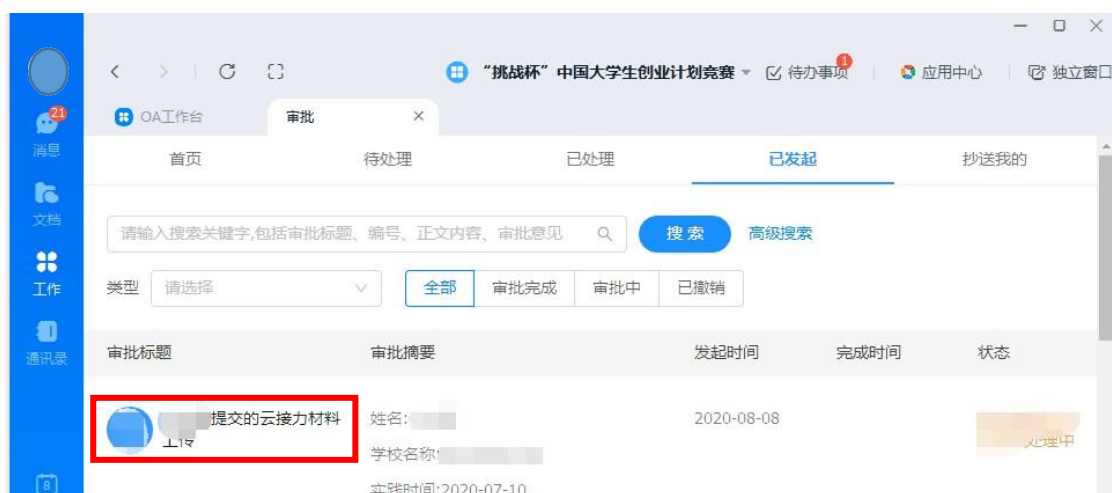 “挑战杯”中国大学生创业计划竞赛 待办事项 1 应用中心 独立窗口
21
消息
OA工作台 审批
首页 待处理 已处理 已发起 抄送我的
文档
请输入搜索关键字,包括审批标题、编号、正文内容、审批意见 搜索 高级搜索
工作
类型 请选择 全部 审批完成 审批中 已撤销
通讯录
审批标题 审批摘要 发起时间 完成时间 状态
提交的云接力材料 姓名: 2020-08-08
上传 处理中
学校名称:
8 实践时间:2020-07-10